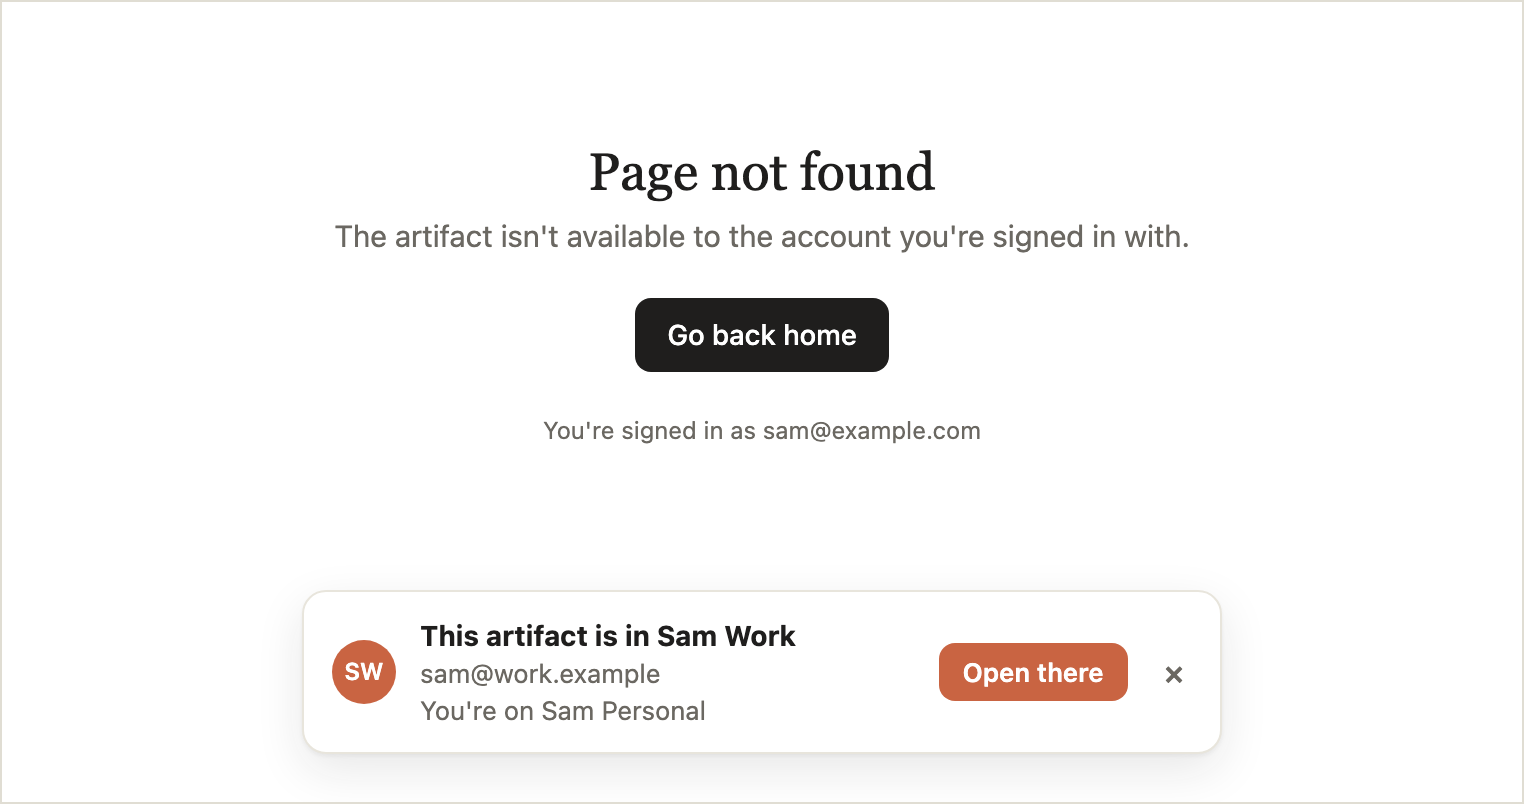 Page not found
The artifact isn't available to the account you're signed in with.
Go back home
You're signed in as sam@example.com
SW
This artifact is in Sam Work
sam@work.example
You're on Sam Personal
Open there
×